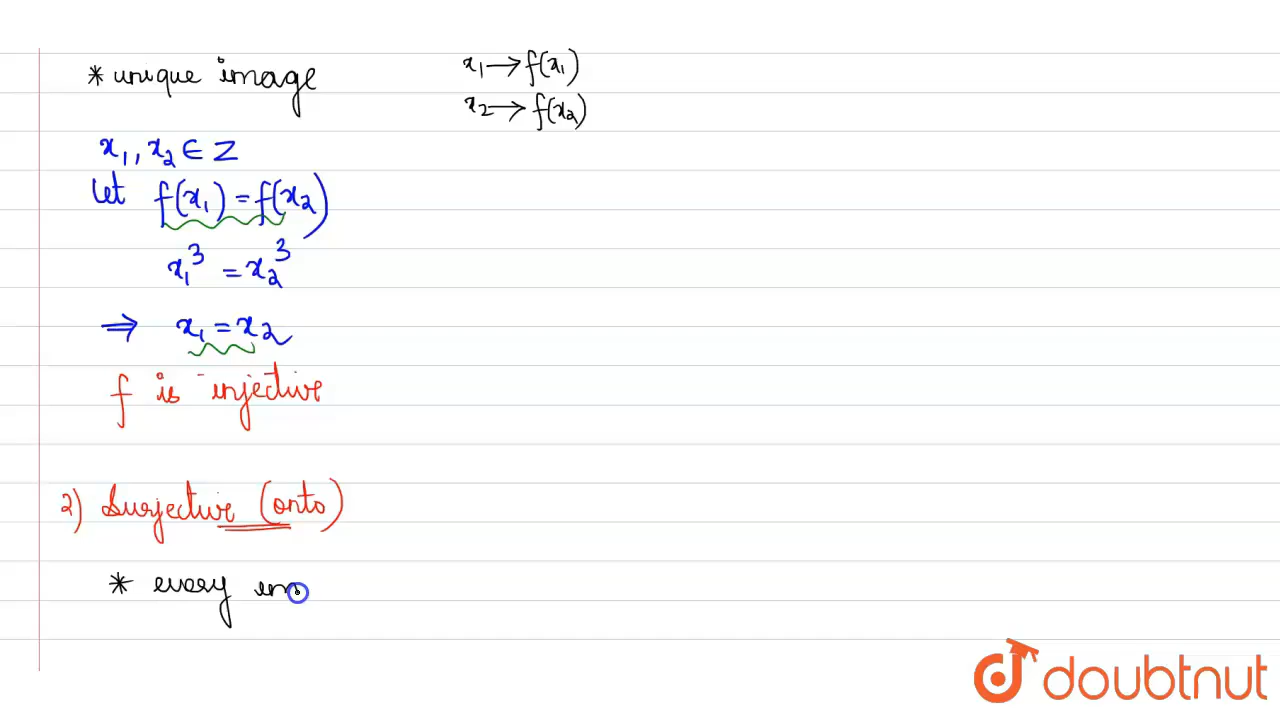 * unique image
x₁ → f(x₁)
x₂ → f(x₂)
x₁, x₂ ∈ Z
Let f(x₁) = f(x₂)
x₁³ = x₂³
⇒ x₁ = x₂
f is injective
2) Surjective (onto)
* every im
doubtnut